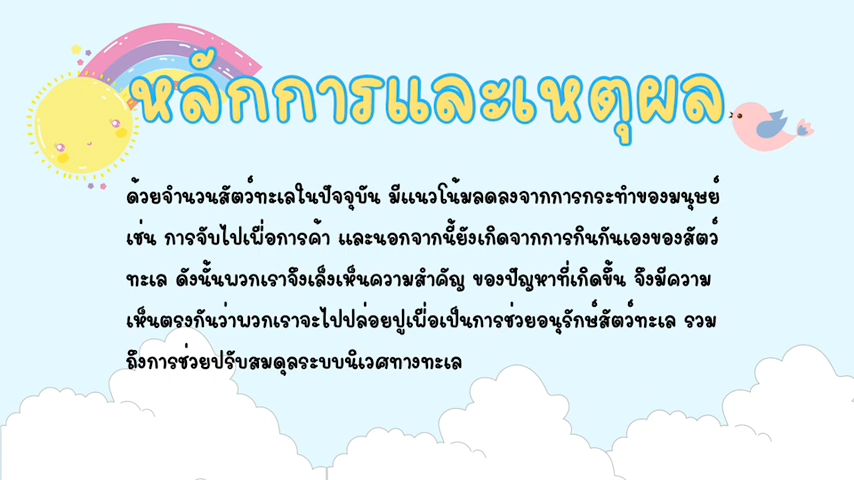 หลักการและเหตุผล
ด้วยจำนวนสัตว์ทะเลในปัจจุบัน มีแนวโน้มลดลงจากการกระทำของมนุษย์
เช่น การจับไปเพื่อการค้า และนอกจากนี้ยังเกิดจากการกินกันเองของสัตว์
ทะเล ดังนั้นพวกเราจึงเล็งเห็นความสำคัญ ของปัญหาที่เกิดขึ้น จึงมีความ
เห็นตรงกันว่าพวกเราจะไปปล่อยปูเพื่อเป็นการช่วยอนุรักษ์สัตว์ทะเล รวม
ถึงการช่วยปรับสมดุลระบบนิเวศทางทะเล